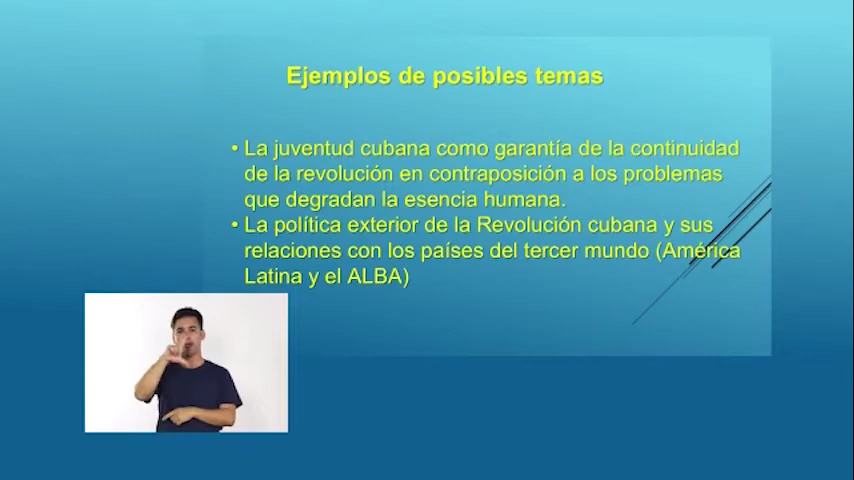 Ejemplos de posibles temas
• La juventud cubana como garantía de la continuidad
de la revolución en contraposición a los problemas
que degradan la esencia humana.
• La política exterior de la Revolución cubana y sus
relaciones con los países del tercer mundo (América
Latina y el ALBA)